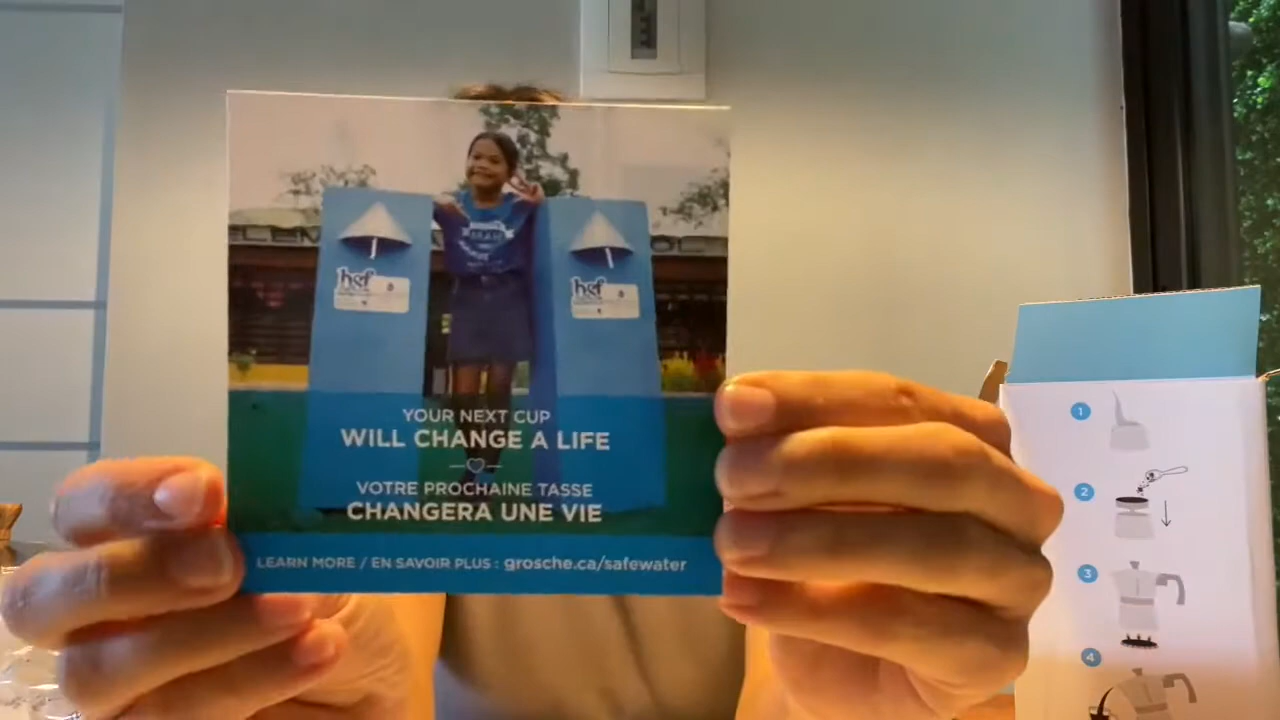 hsf
hsf
YOUR NEXT CUP
WILL CHANGE A LIFE
VOTRE PROCHAINE TASSE
CHANGERA UNE VIE
LEARN MORE / EN SAVOIR PLUS : grosche.ca/safewater
1
2
3
4